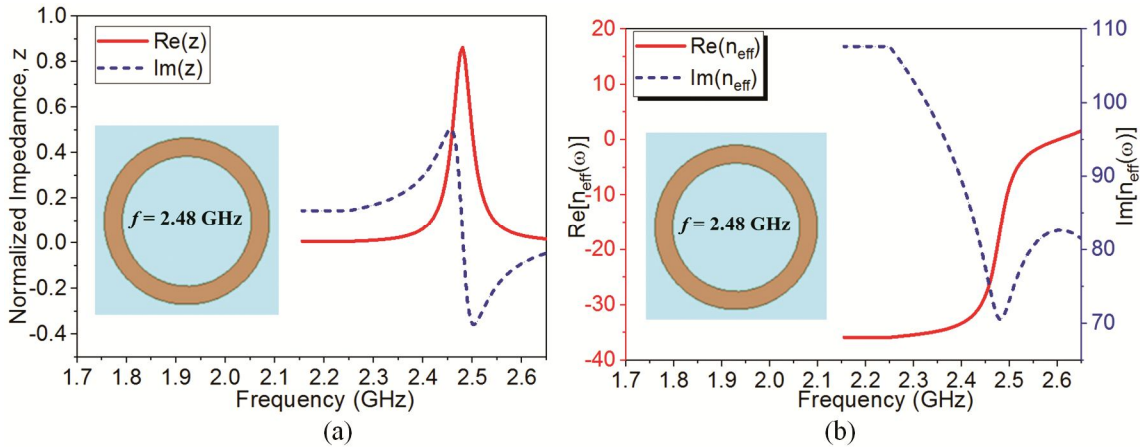 1.0
0.8
0.6
0.4
0.2
0.0
-0.2
-0.4
Normalized Impedannce, z
Re(z)
Im(z)
f = 2.48 GHz
1.7 1.8 1.9 2.0 2.1 2.2 2.3 2.4 2.5 2.6
Frequency (GHz)
(a)
20
10
0
-10
-20
-30
-40
Re[neff(ω)]
Re(neff)
Im(neff)
f = 2.48 GHz
110
100
90
80
70
Im[neff(ω)]
1.7 1.8 1.9 2.0 2.1 2.2 2.3 2.4 2.5 2.6
Frequency (GHz)
(b)